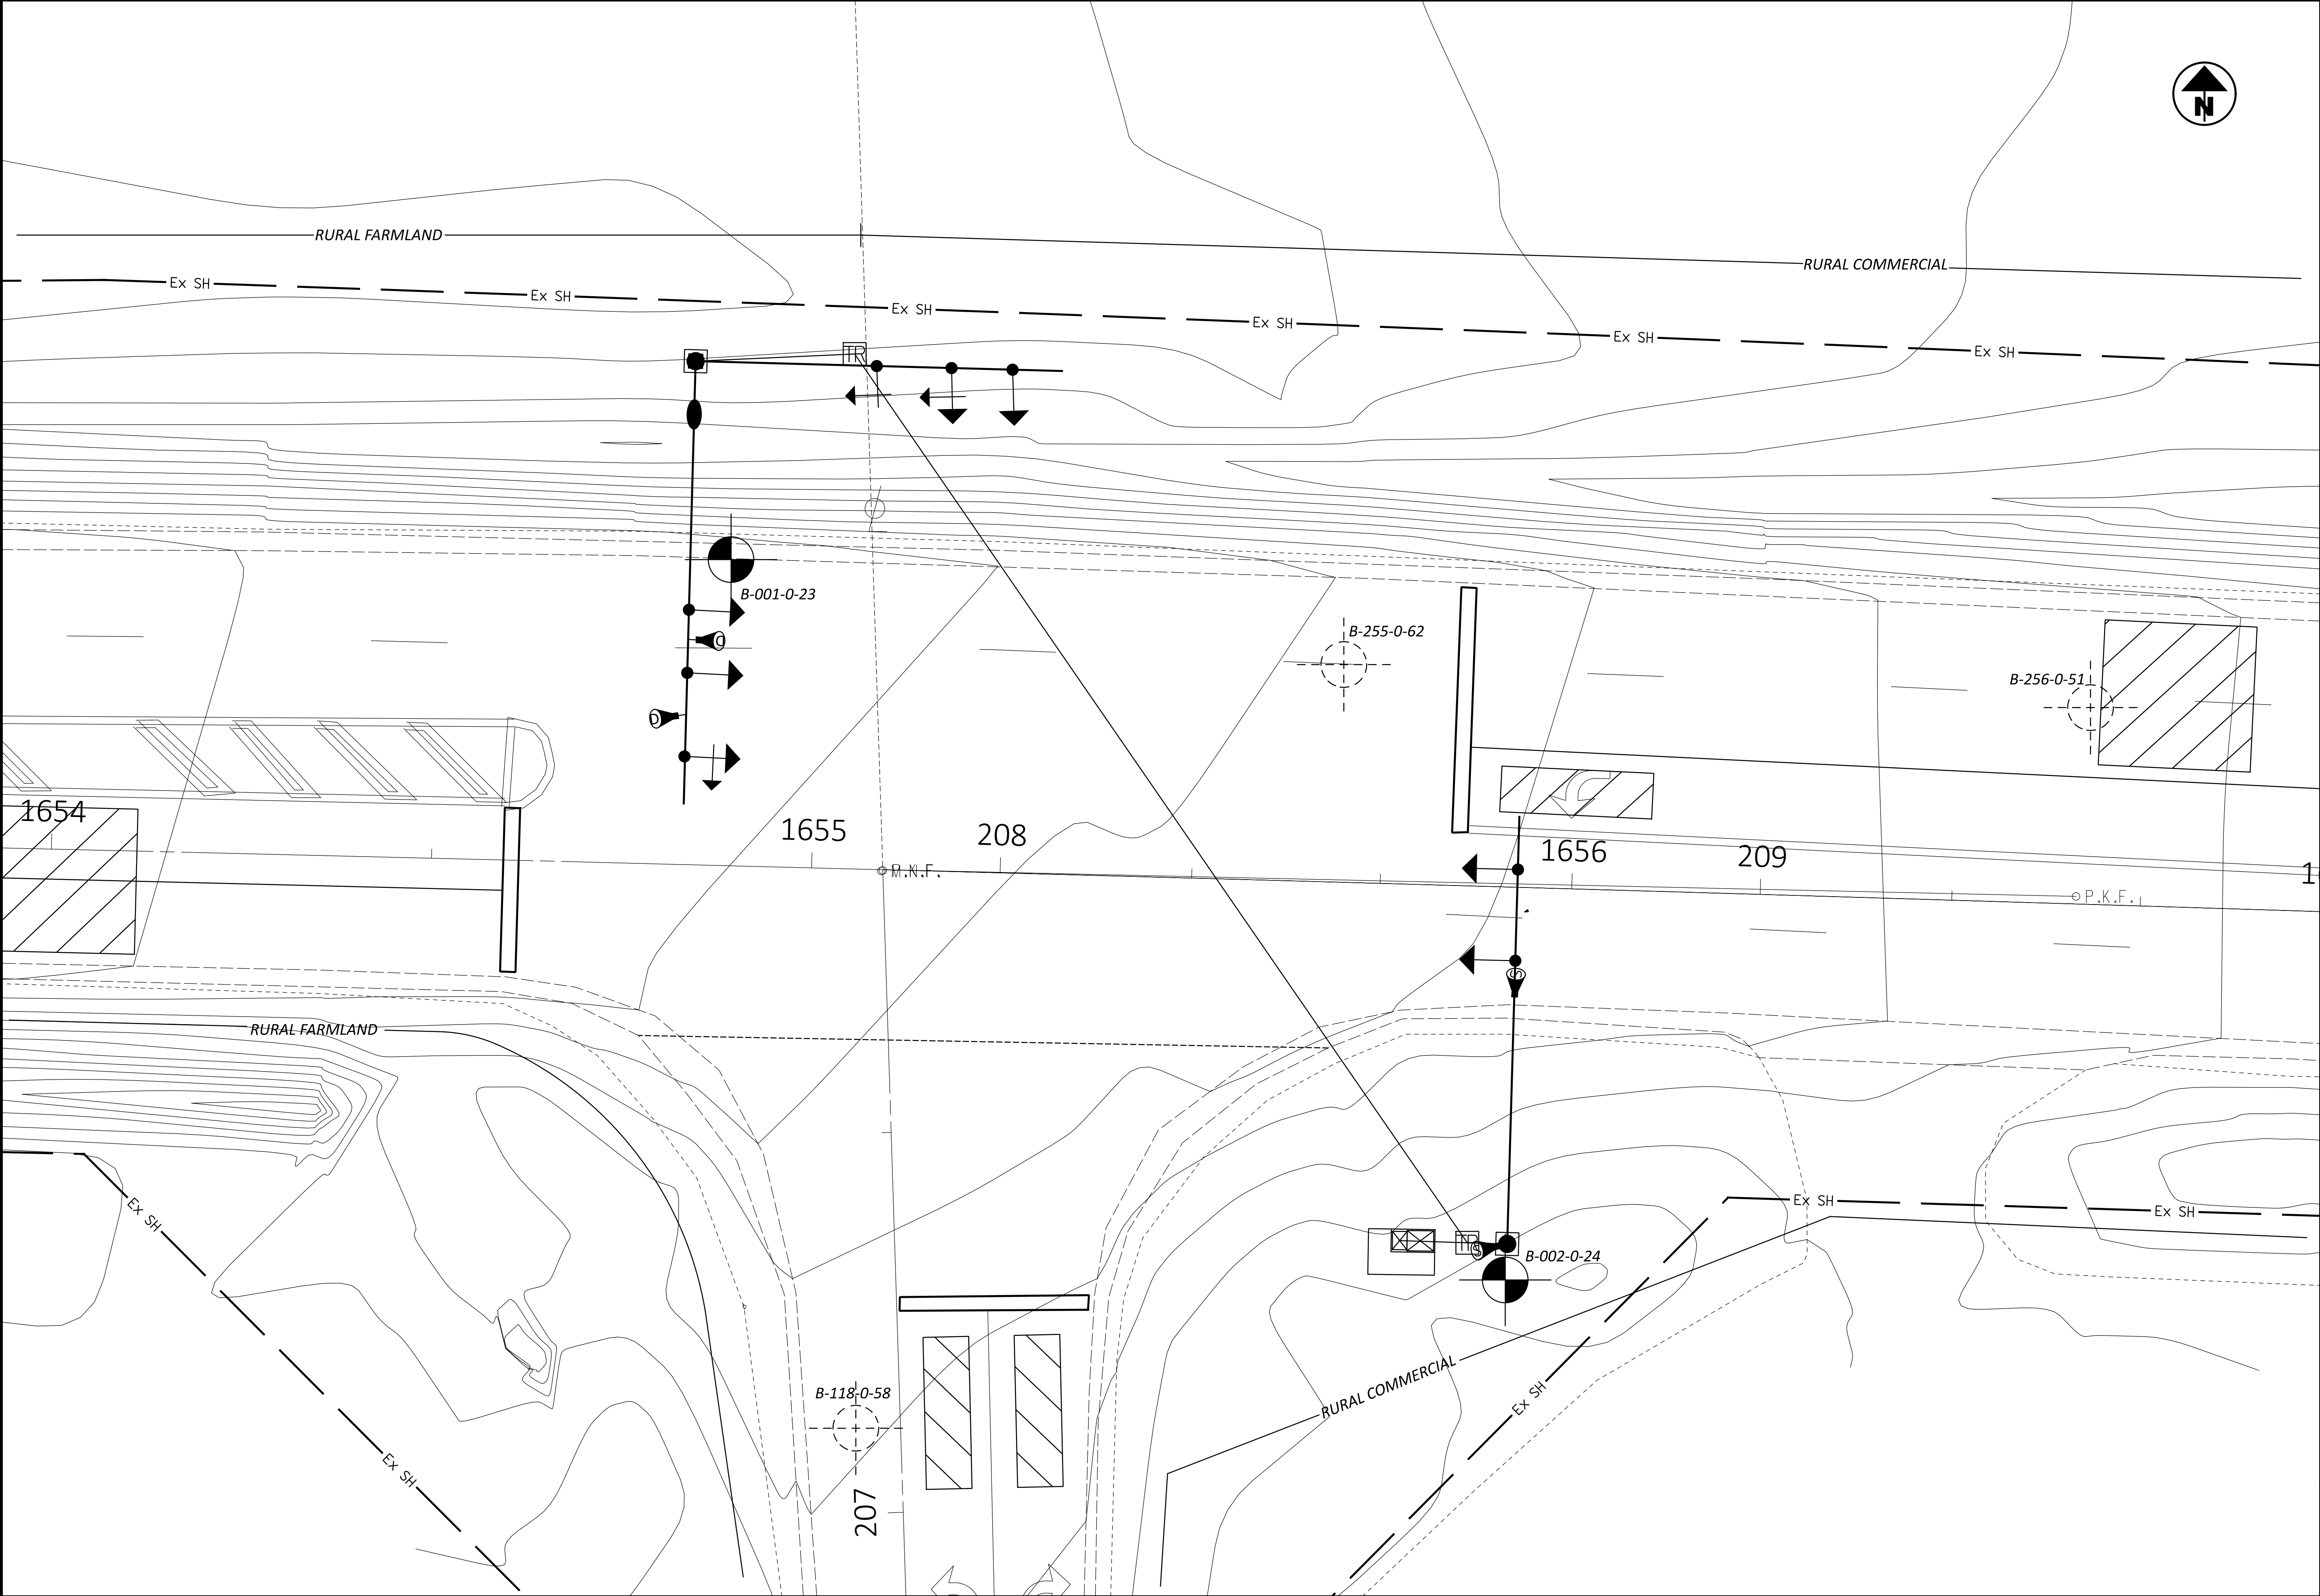 N
RURAL FARMLAND
RURAL COMMERCIAL
Ex SH
Ex SH
Ex SH
Ex SH
Ex SH
Ex SH
TR
B-001-0-23
B-255-0-62
D
B-256-0-51
D
1654
1655
208
1656
209
P.K.F.
RURAL FARMLAND
S
Ex SH
Ex SH
Ex SH
TR
S
B-002-0-24
RURAL COMMERCIAL
B-118-0-58
Ex SH
Ex SH
207